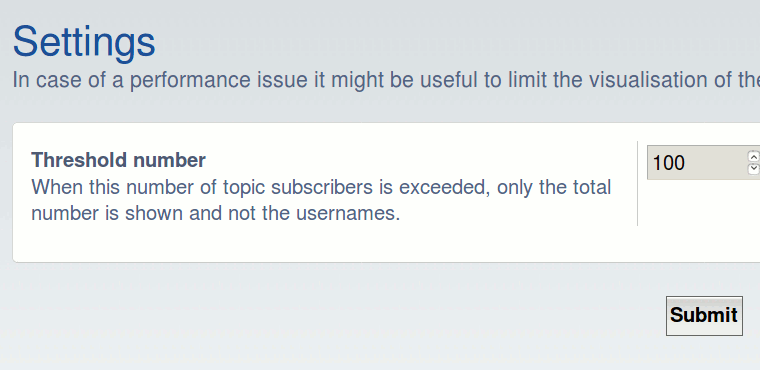 Settings
In case of a performance issue it might be useful to limit the visualisation of the
Threshold number
When this number of topic subscribers is exceeded, only the total
number is shown and not the usernames.
100
Submit